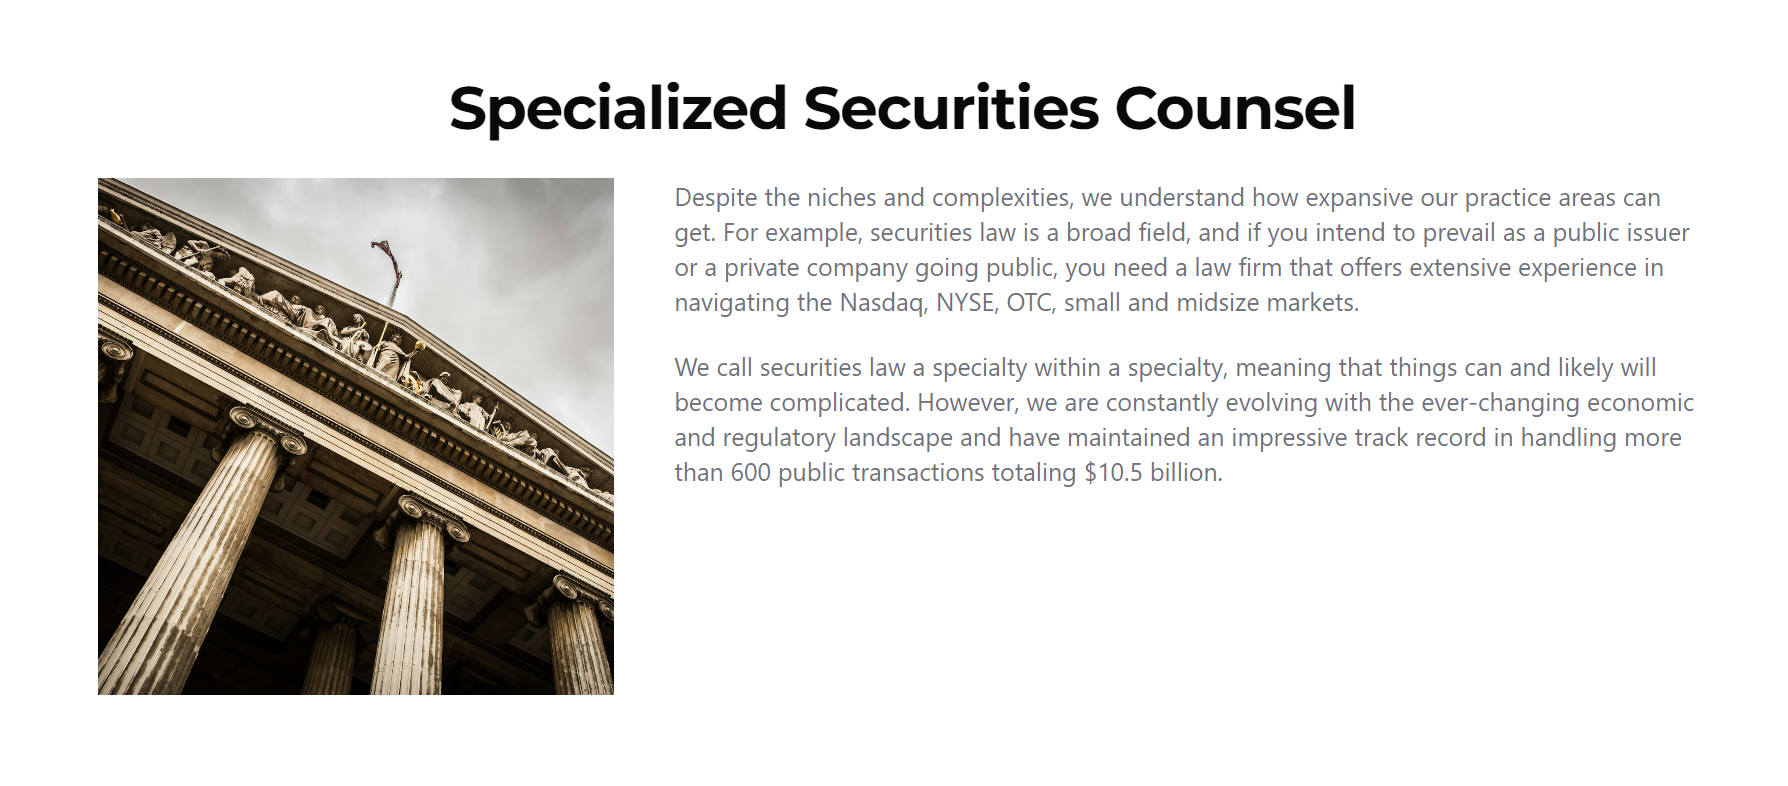 Specialized Securities Counsel
Despite the niches and complexities, we understand how expansive our practice areas can
get. For example, securities law is a broad field, and if you intend to prevail as a public issuer
or a private company going public, you need a law firm that offers extensive experience in
navigating the Nasdaq, NYSE, OTC, small and midsize markets.
We call securities law a specialty within a specialty, meaning that things can and likely will
become complicated. However, we are constantly evolving with the ever-changing economic
and regulatory landscape and have maintained an impressive track record in handling more
than 600 public transactions totaling $10.5 billion.